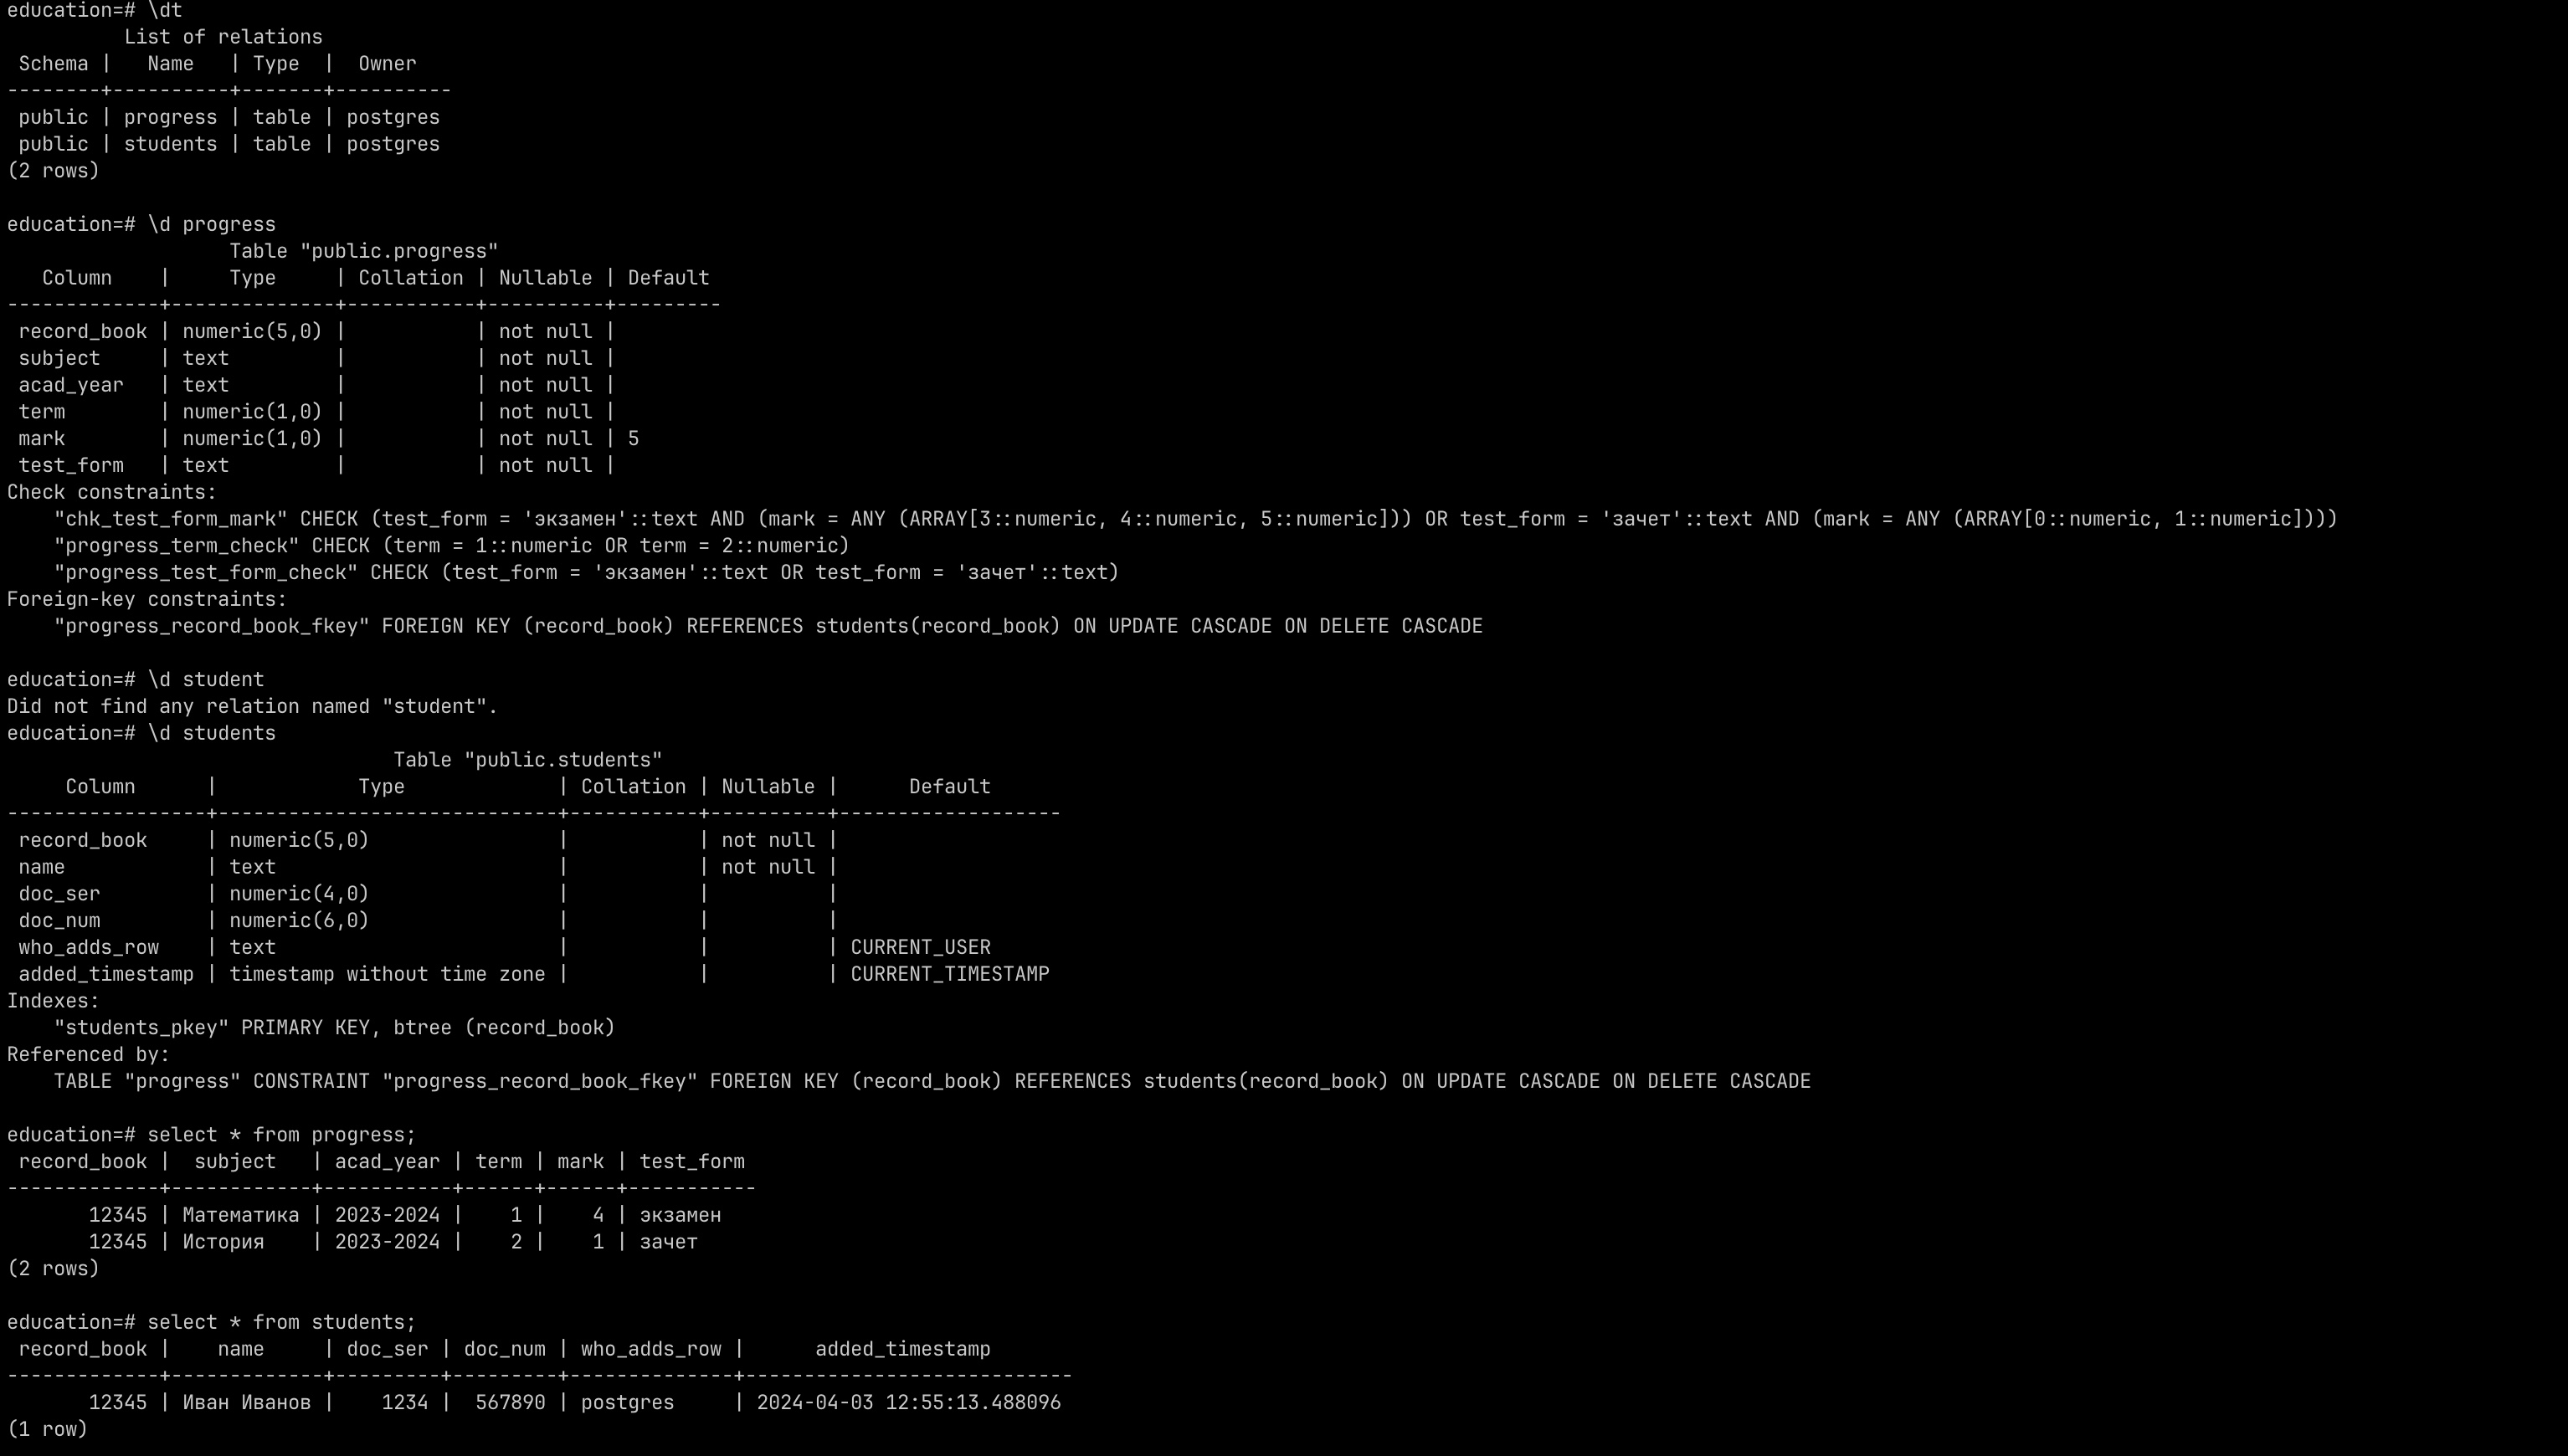 education=# \dt
          List of relations
 Schema |   Name   | Type  |  Owner
--------+----------+-------+----------
 public | progress | table | postgres
 public | students | table | postgres
(2 rows)

education=# \d progress
                   Table "public.progress"
   Column    |     Type     | Collation | Nullable | Default
-------------+--------------+-----------+----------+---------
 record_book | numeric(5,0) |           | not null |
 subject     | text         |           | not null |
 acad_year   | text         |           | not null |
 term        | numeric(1,0) |           | not null |
 mark        | numeric(1,0) |           | not null | 5
 test_form   | text         |           | not null |
Check constraints:
    "chk_test_form_mark" CHECK (test_form = 'экзамен'::text AND (mark = ANY (ARRAY[3::numeric, 4::numeric, 5::numeric])) OR test_form = 'зачет'::text AND (mark = ANY (ARRAY[0::numeric, 1::numeric])))
    "progress_term_check" CHECK (term = 1::numeric OR term = 2::numeric)
    "progress_test_form_check" CHECK (test_form = 'экзамен'::text OR test_form = 'зачет'::text)
Foreign-key constraints:
    "progress_record_book_fkey" FOREIGN KEY (record_book) REFERENCES students(record_book) ON UPDATE CASCADE ON DELETE CASCADE

education=# \d student
Did not find any relation named "student".
education=# \d students
                                 Table "public.students"
     Column      |            Type             | Collation | Nullable |      Default
-----------------+-----------------------------+-----------+----------+-------------------
 record_book     | numeric(5,0)                |           | not null |
 name            | text                        |           | not null |
 doc_ser         | numeric(4,0)                |           |          |
 doc_num         | numeric(6,0)                |           |          |
 who_adds_row    | text                        |           |          | CURRENT_USER
 added_timestamp | timestamp without time zone |           |          | CURRENT_TIMESTAMP
Indexes:
    "students_pkey" PRIMARY KEY, btree (record_book)
Referenced by:
    TABLE "progress" CONSTRAINT "progress_record_book_fkey" FOREIGN KEY (record_book) REFERENCES students(record_book) ON UPDATE CASCADE ON DELETE CASCADE

education=# select * from progress;
 record_book |  subject   | acad_year | term | mark | test_form
-------------+------------+-----------+------+------+-----------
       12345 | Математика | 2023-2024 |    1 |    4 | экзамен
       12345 | История    | 2023-2024 |    2 |    1 | зачет
(2 rows)

education=# select * from students;
 record_book |    name     | doc_ser | doc_num | who_adds_row |      added_timestamp
-------------+-------------+---------+---------+--------------+----------------------------
       12345 | Иван Иванов |    1234 |  567890 | postgres     | 2024-04-03 12:55:13.488096
(1 row)